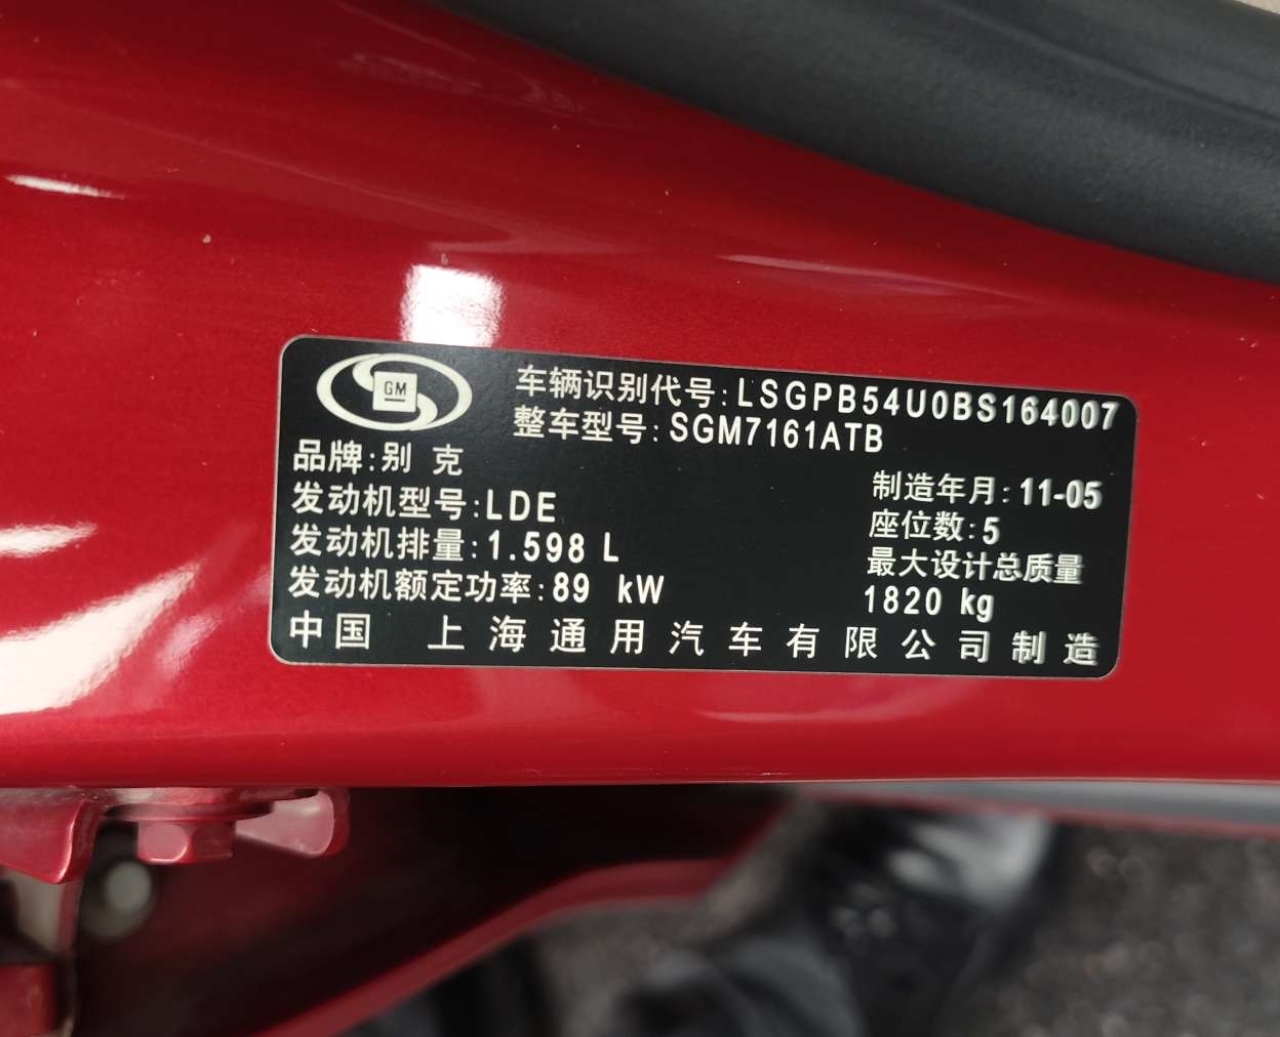 GM
车辆识别代号:LSGPB54U0BS164007
整车型号:SGM7161ATB
品牌:别 克
制造年月:11-05
发动机型号:LDE
座位数:5
发动机排量:1.598 L
最大设计总质量
发动机额定功率:89 kW
1820 kg
中国 上海通用汽车有限公司制造